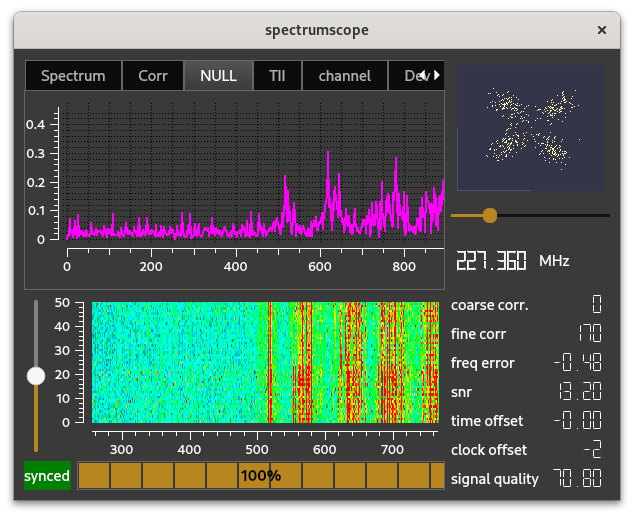 spectrumscope ×
Spectrum Corr NULL TII channel Dev
0.4
0.3
0.2
0.1
0
0 200 400 600 800
227.360 MHz
50
40
30
20
10
0
300 400 500 600 700
coarse corr. 0
fine corr 170
freq error -0.48
snr 13.20
time offset -0.00
clock offset -2
signal quality 70.80
synced 100%